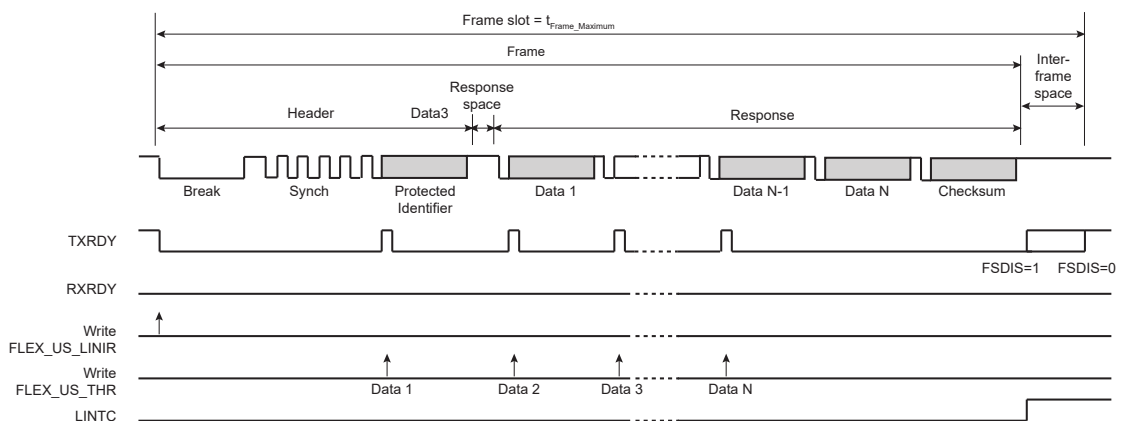 Frame slot = tFrame_Maximum
Frame
Inter-
frame
space
Response
space
Header
Data3
Response
Break
Synch
Protected
Identifier
Data 1
Data N-1
Data N
Checksum
TXRDY
FSDIS=1
FSDIS=0
RXRDY
Write
FLEX_US_LINIR
Write
FLEX_US_THR
Data 1
Data 2
Data 3
Data N
LINTC